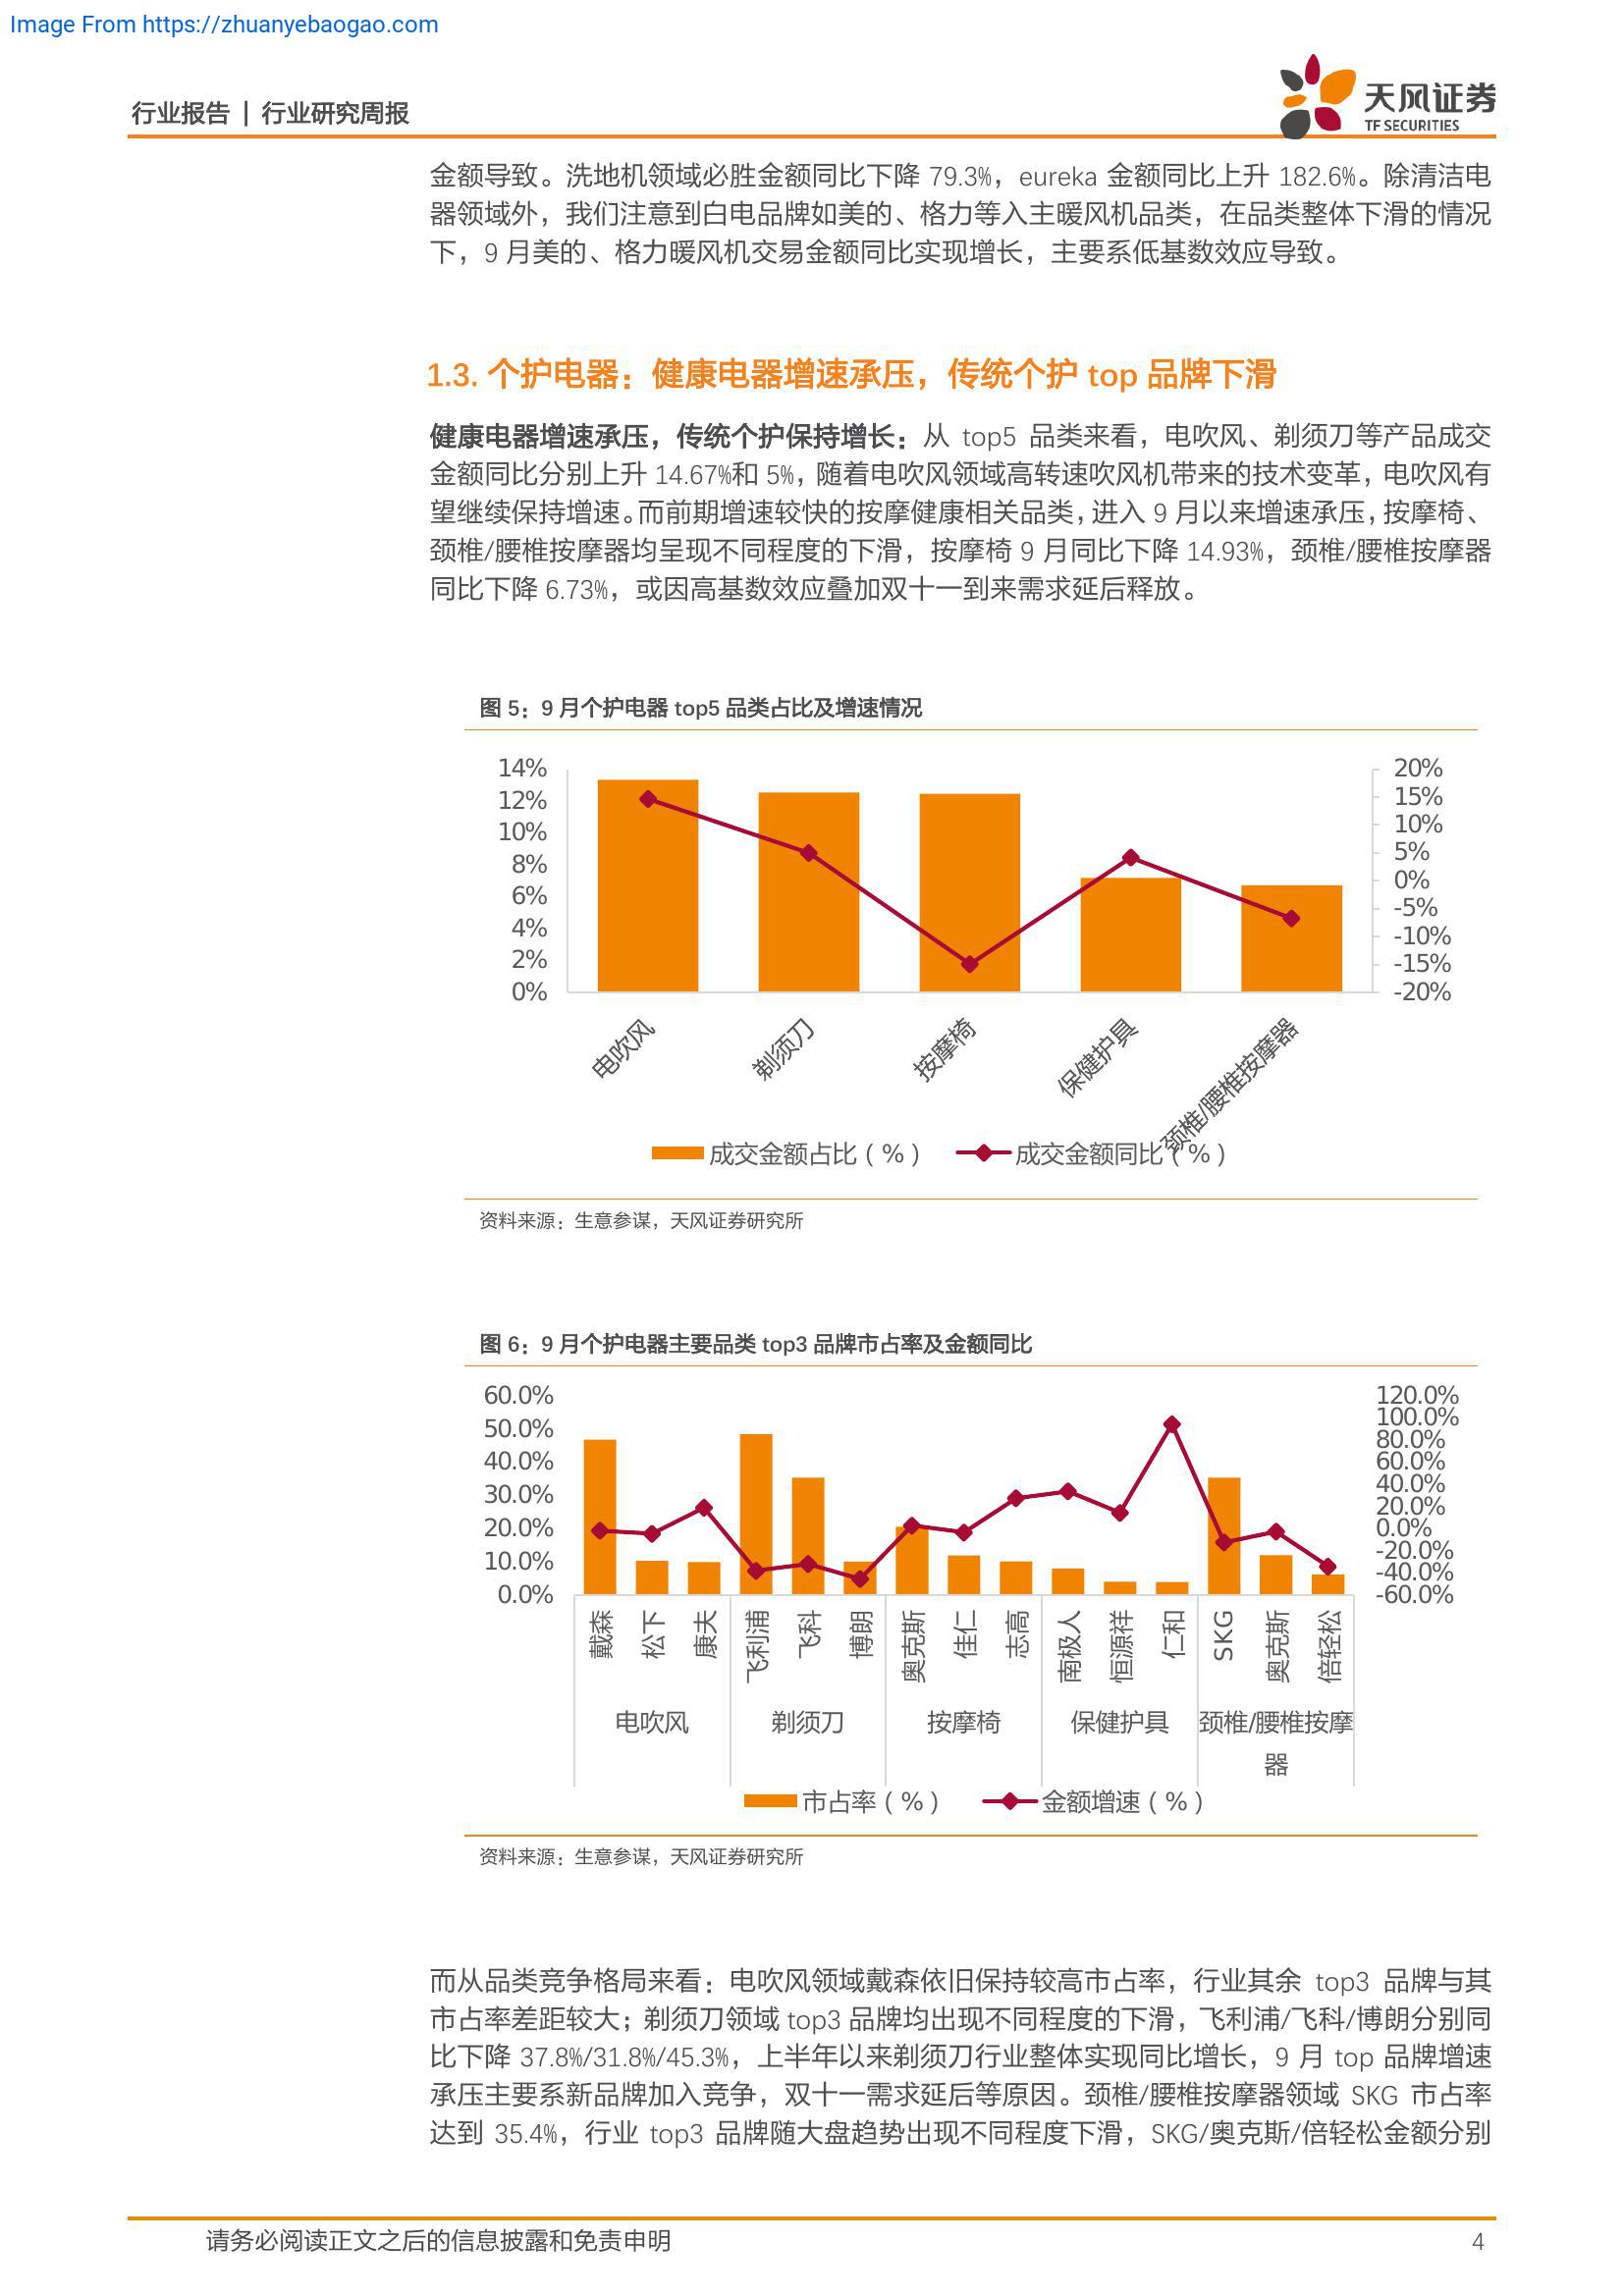 Image From https://zhuanyebaogao.com
行业报告 | 行业研究周报
天风证券
TF SECURITIES
金额导致。洗地机领域必胜金额同比下降 79.3%，eureka 金额同比上升 182.6%。除清洁电
器领域外，我们注意到白电品牌如美的、格力等入主暖风机品类，在品类整体下滑的情况
下，9 月美的、格力暖风机交易金额同比实现增长，主要系低基数效应导致。
1.3. 个护电器：健康电器增速承压，传统个护 top 品牌下滑
健康电器增速承压，传统个护保持增长：从 top5 品类来看，电吹风、剃须刀等产品成交
金额同比分别上升 14.67%和 5%，随着电吹风领域高转速吹风机带来的技术变革，电吹风有
望继续保持增速。而前期增速较快的按摩健康相关品类，进入 9 月以来增速承压，按摩椅、
颈椎/腰椎按摩器均呈现不同程度的下滑，按摩椅 9 月同比下降 14.93%，颈椎/腰椎按摩器
同比下降 6.73%，或因高基数效应叠加双十一到来需求延后释放。
图 5：9 月个护电器 top5 品类占比及增速情况
14%
12%
10%
8%
6%
4%
2%
0%
20%
15%
10%
5%
0%
-5%
-10%
-15%
-20%
电吹风
剃须刀
按摩椅
保健护具
颈椎/腰椎按摩器
成交金额占比（%）
成交金额同比（%）
资料来源：生意参谋，天风证券研究所
图 6：9 月个护电器主要品类 top3 品牌市占率及金额同比
60.0%
50.0%
40.0%
30.0%
20.0%
10.0%
0.0%
120.0%
100.0%
80.0%
60.0%
40.0%
20.0%
0.0%
-20.0%
-40.0%
-60.0%
戴森
松下
康夫
飞利浦
飞科
博朗
奥克斯
佳仁
志高
南极人
恒源祥
仁和
SKG
奥克斯
倍轻松
电吹风
剃须刀
按摩椅
保健护具
颈椎/腰椎按摩
器
市占率（%）
金额增速（%）
资料来源：生意参谋，天风证券研究所
而从品类竞争格局来看：电吹风领域戴森依旧保持较高市占率，行业其余 top3 品牌与其
市占率差距较大；剃须刀领域 top3 品牌均出现不同程度的下滑，飞利浦/飞科/博朗分别同
比下降 37.8%/31.8%/45.3%，上半年以来剃须刀行业整体实现同比增长，9 月 top 品牌增速
承压主要系新品牌加入竞争，双十一需求延后等原因。颈椎/腰椎按摩器领域 SKG 市占率
达到 35.4%，行业 top3 品牌随大盘趋势出现不同程度下滑，SKG/奥克斯/倍轻松金额分别
请务必阅读正文之后的信息披露和免责申明
4